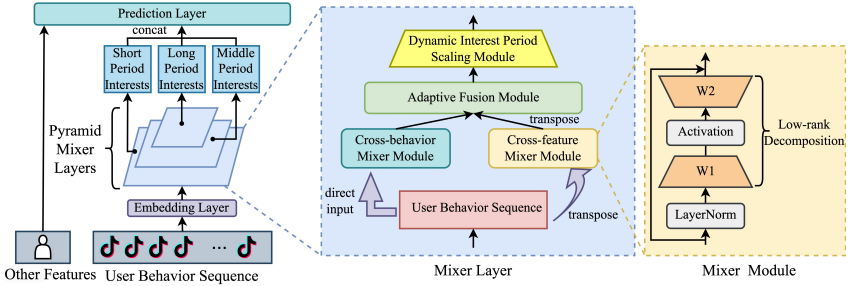 Prediction Layer
concat
Short
Period
Interests
Long
Period
Interests
Middle
Period
Interests
Pyramid
Mixer
Layers
Embedding Layer
...
Other Features
User Behavior Sequence
Dynamic Interest Period
Scaling Module
Adaptive Fusion Module
transpose
Cross-behavior
Mixer Module
Cross-feature
Mixer Module
direct
input
User Behavior Sequence
transpose
Mixer Layer
W2
Activation
Low-rank
Decomposition
W1
LayerNorm
Mixer Module